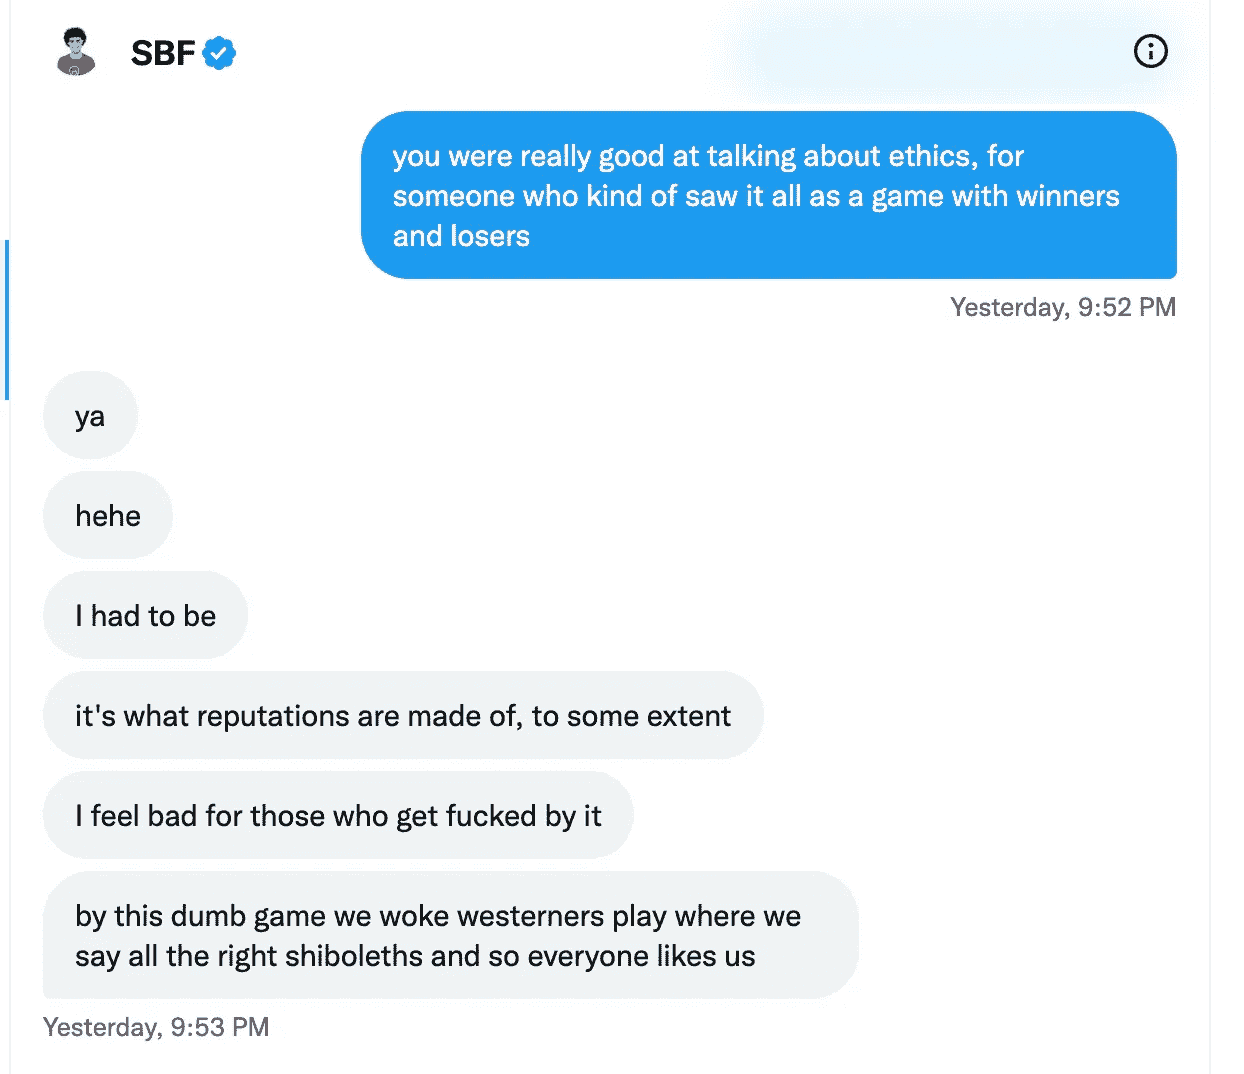 SBF
you were really good at talking about ethics, for
someone who kind of saw it all as a game with winners
and losers
Yesterday, 9:52 PM
ya
hehe
I had to be
it's what reputations are made of, to some extent
I feel bad for those who get fucked by it
by this dumb game we woke westerners play where we
say all the right shiboleths and so everyone likes us
Yesterday, 9:53 PM